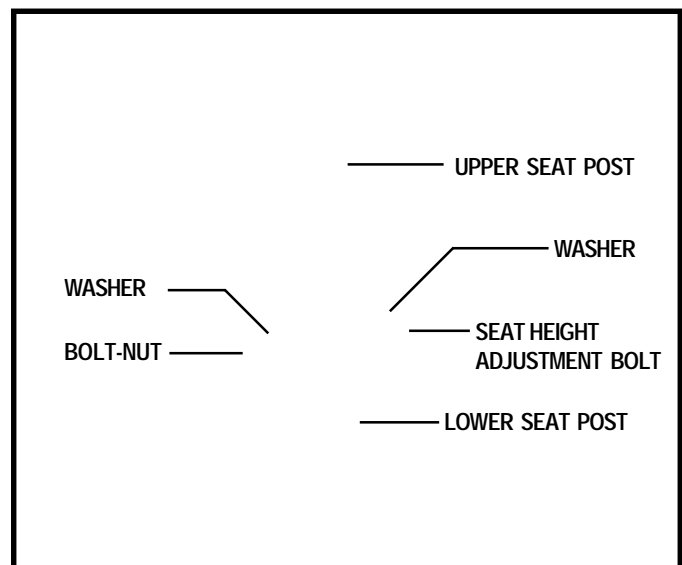 UPPER SEAT POST
WASHER
WASHER
SEAT HEIGHT
ADJUSTMENT BOLT
BOLT-NUT
LOWER SEAT POST